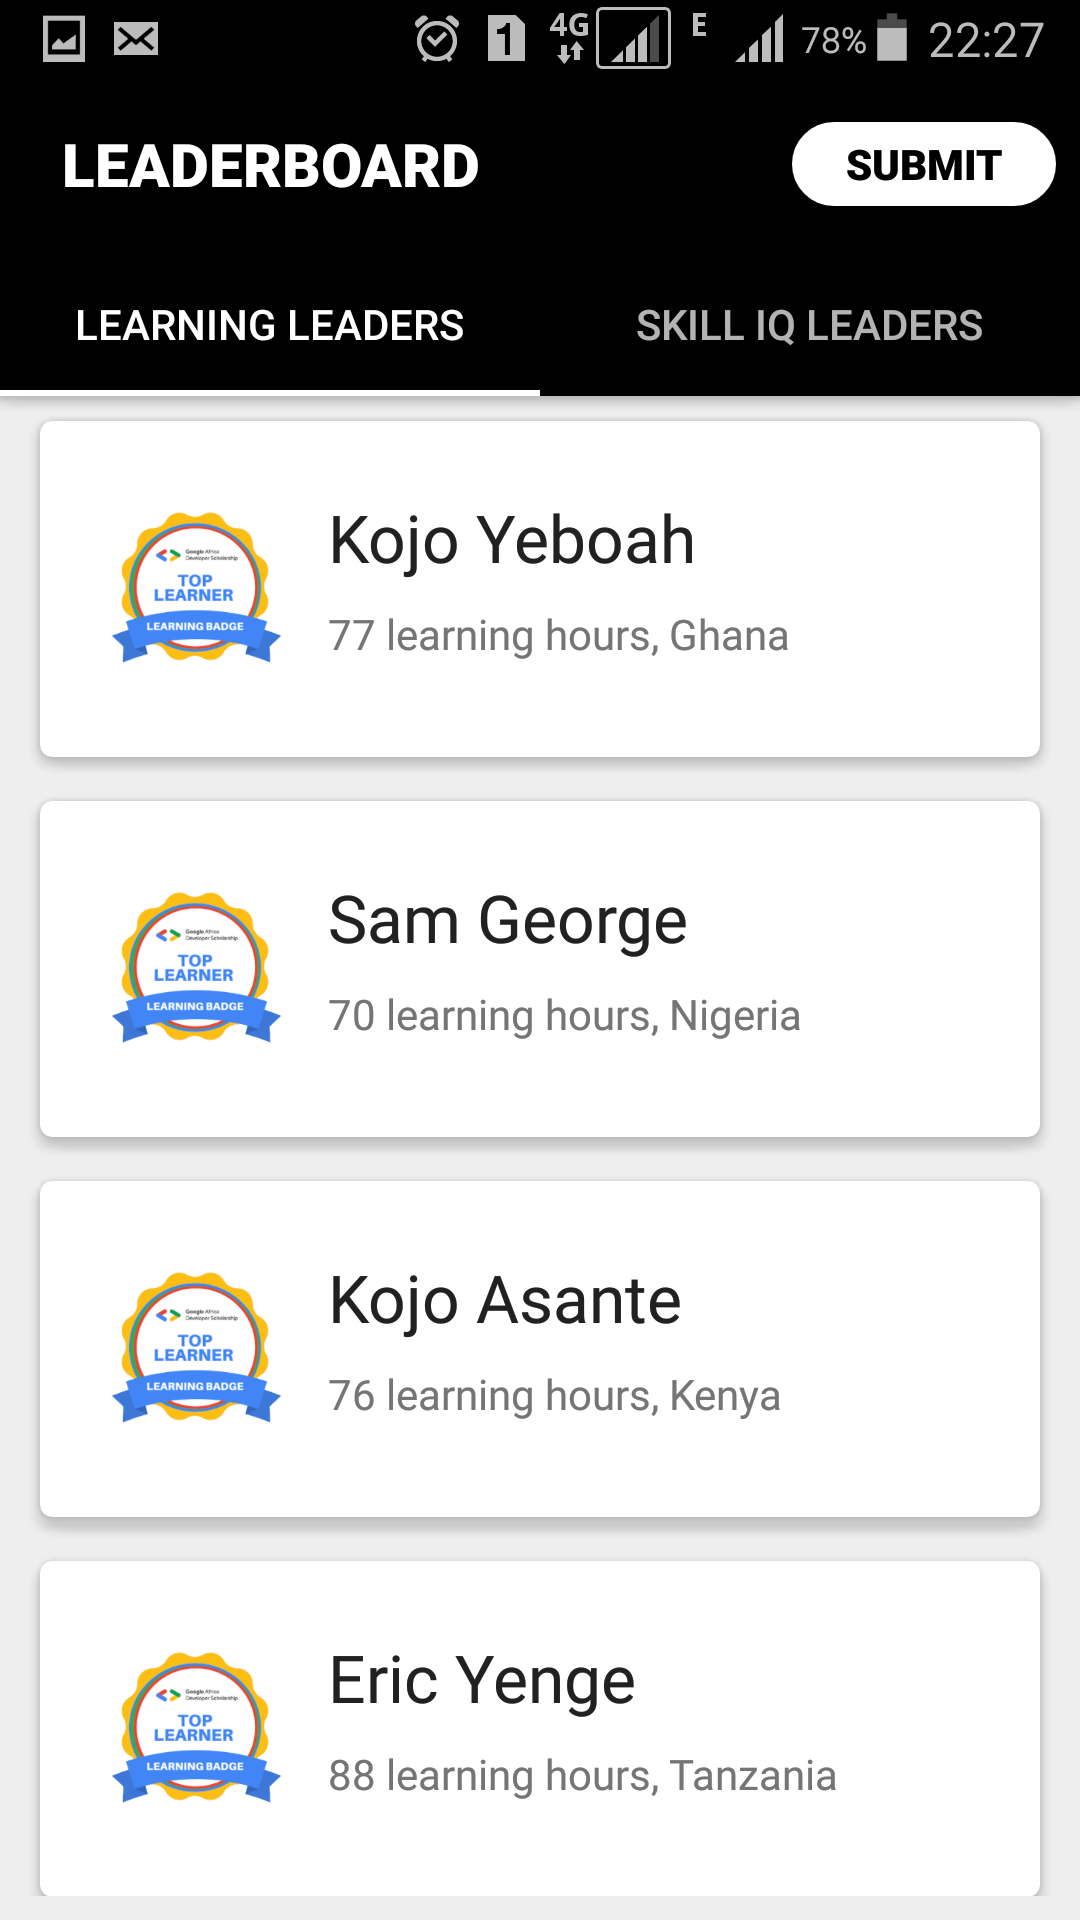 1 4G E 78% 22:27
LEADERBOARD SUBMIT
LEARNING LEADERS SKILL IQ LEADERS
Kojo Yeboah
77 learning hours, Ghana
Google Africa
Developer Scholarship
TOP
LEARNER
LEARNING BADGE
Sam George
70 learning hours, Nigeria
Google Africa
Developer Scholarship
TOP
LEARNER
LEARNING BADGE
Kojo Asante
76 learning hours, Kenya
Google Africa
Developer Scholarship
TOP
LEARNER
LEARNING BADGE
Eric Yenge
88 learning hours, Tanzania
Google Africa
Developer Scholarship
TOP
LEARNER
LEARNING BADGE